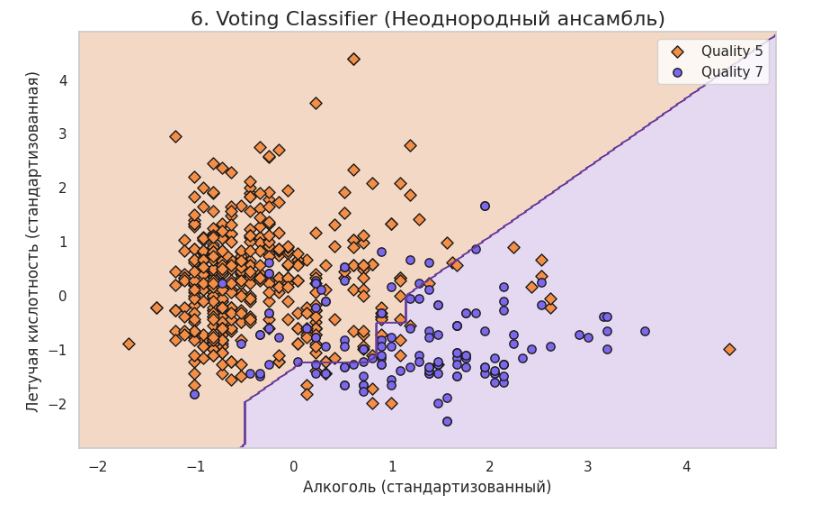 6. Voting Classifier (Неоднородный ансамбль)
Quality 5
Quality 7
Летучая кислотность (стандартизованная)
4
3
2
1
0
−1
−2
−2 −1 0 1 2 3 4
Алкоголь (стандартизованный)